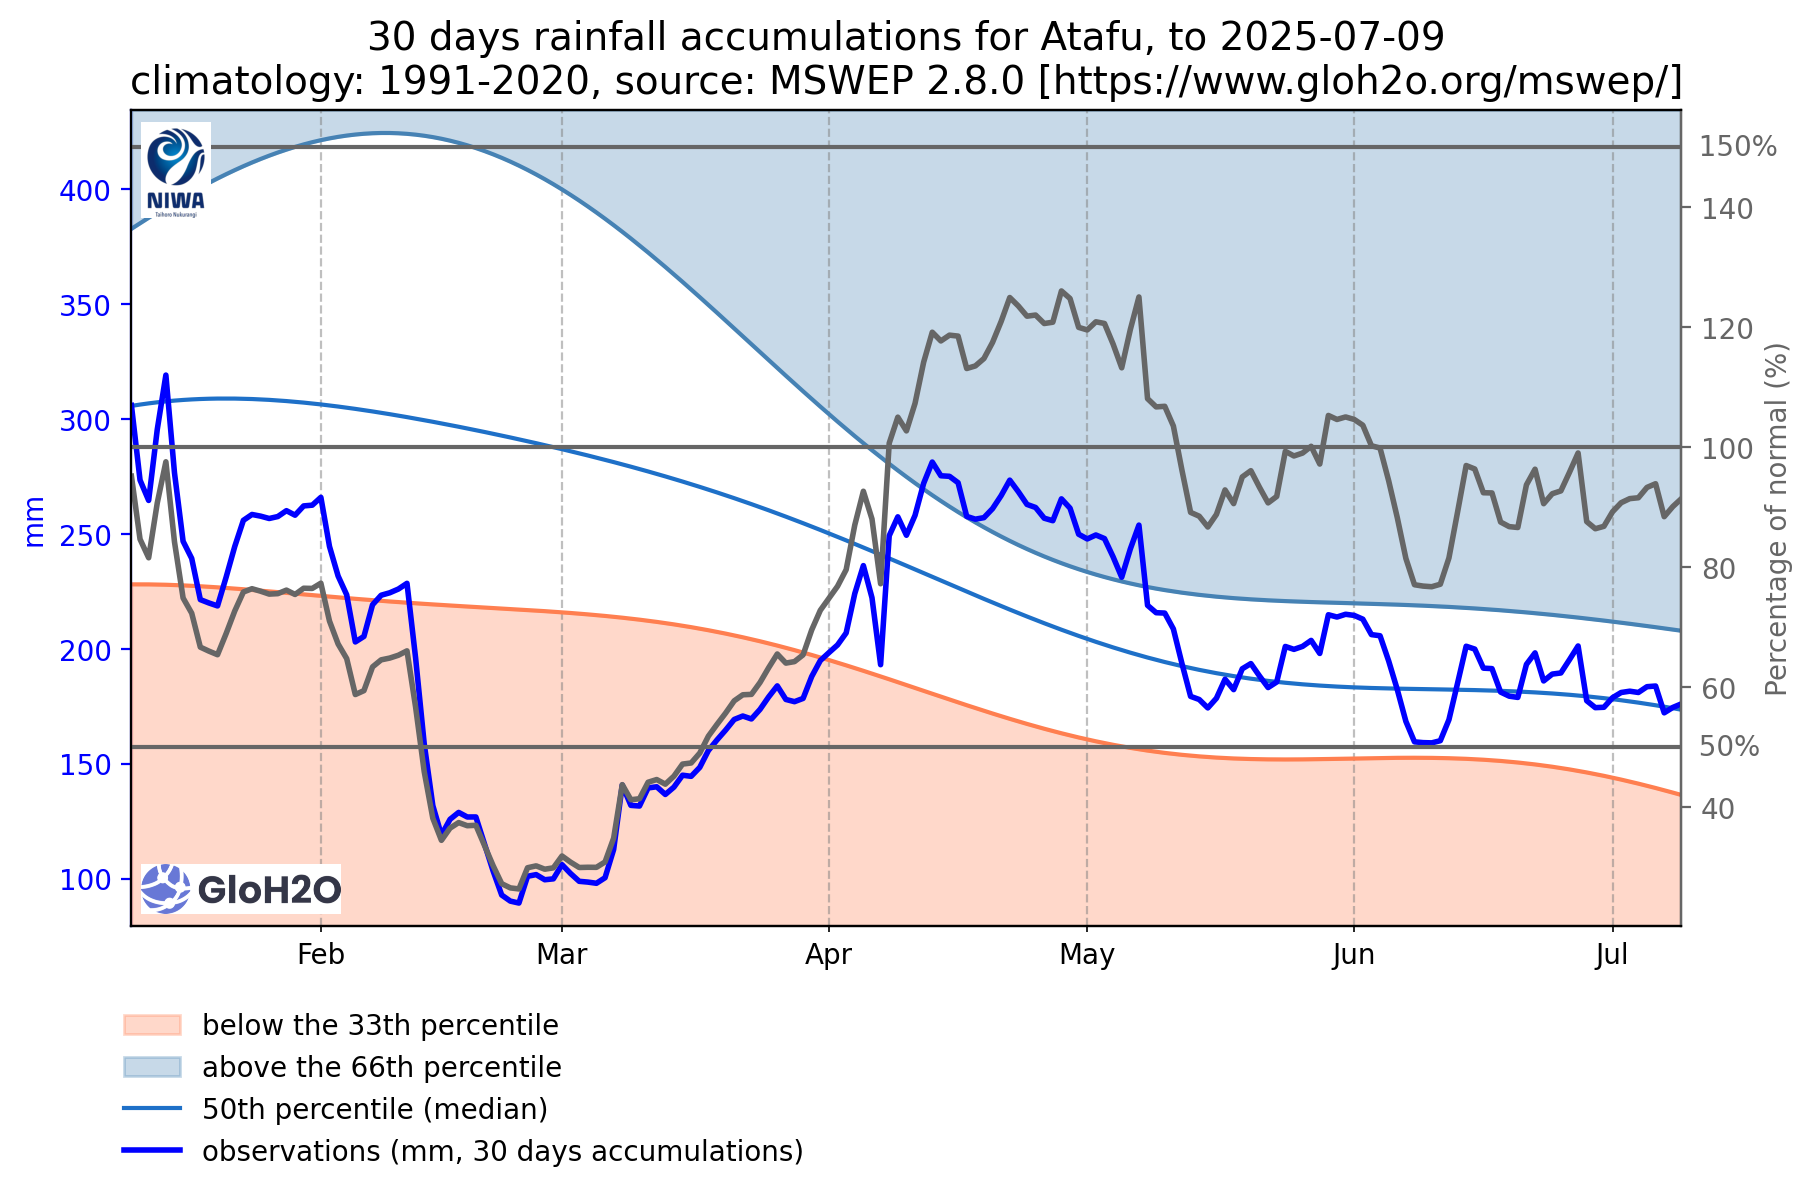 30 days rainfall accumulations for Atafu, to 2025-07-09
climatology: 1991-2020, source: MSWEP 2.8.0 [https://www.gloh2o.org/mswep/]
NIWA
Taihoro Nukurangi
400
350
300
250
200
150
100
mm
150%
140
120
100
80
60
50%
40
Percentage of normal (%)
GloH2O
Feb
Mar
Apr
May
Jun
Jul
below the 33th percentile
above the 66th percentile
50th percentile (median)
observations (mm, 30 days accumulations)